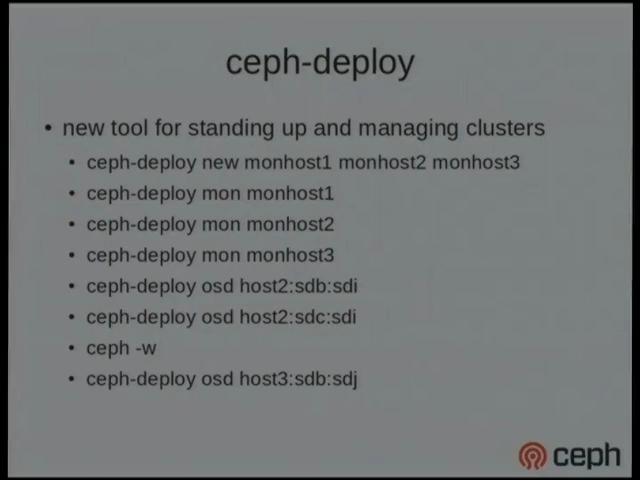 ceph-deploy
• new tool for standing up and managing clusters
• ceph-deploy new monhost1 monhost2 monhost3
• ceph-deploy mon monhost1
• ceph-deploy mon monhost2
• ceph-deploy mon monhost3
• ceph-deploy osd host2:sdb:sdi
• ceph-deploy osd host2:sdc:sdi
• ceph -w
• ceph-deploy osd host3:sdb:sdj
ceph